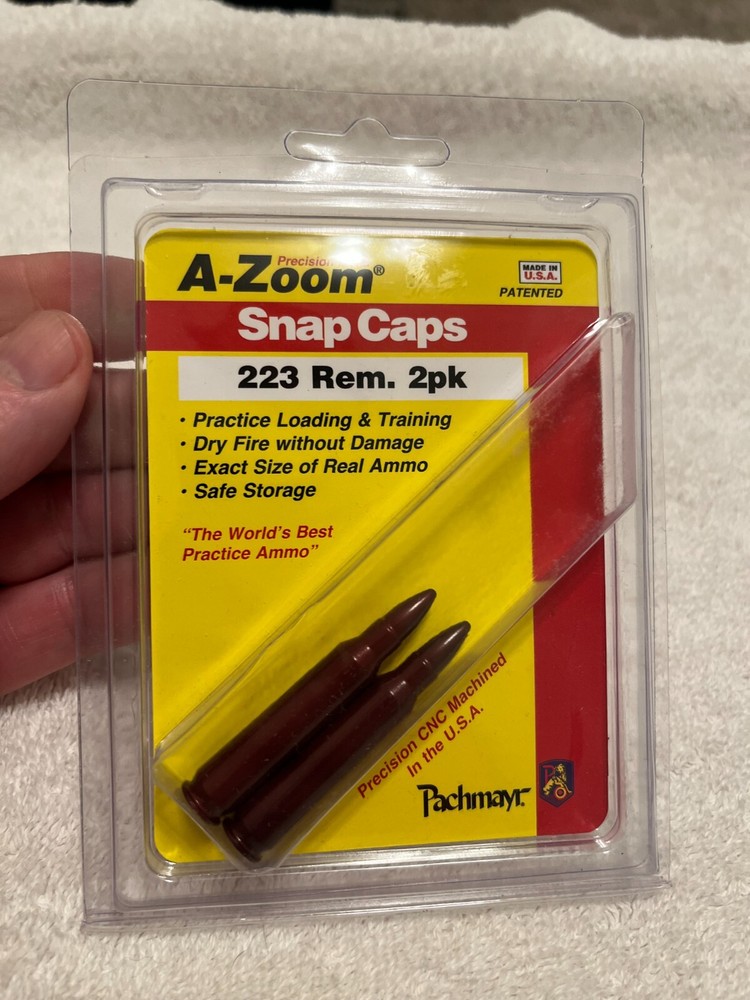 Precision
A-Zoom®
MADE IN
U.S.A.
PATENTED
Snap Caps
223 Rem. 2pk
· Practice Loading & Training
· Dry Fire without Damage
· Exact Size of Real Ammo
· Safe Storage
“The World's Best
Practice Ammo”
Precision CNC Machined
In the U.S.A.
Pachmayr